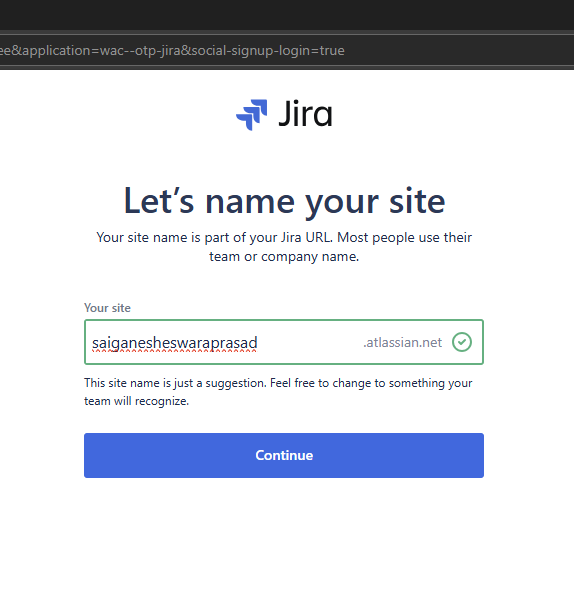 ee&application=wac--otp-jira&social-signup-login=true
Jira
Let’s name your site
Your site name is part of your Jira URL. Most people use their
team or company name.
Your site
saiganesheswaraprasad .atlassian.net
This site name is just a suggestion. Feel free to change to something your
team will recognize.
Continue